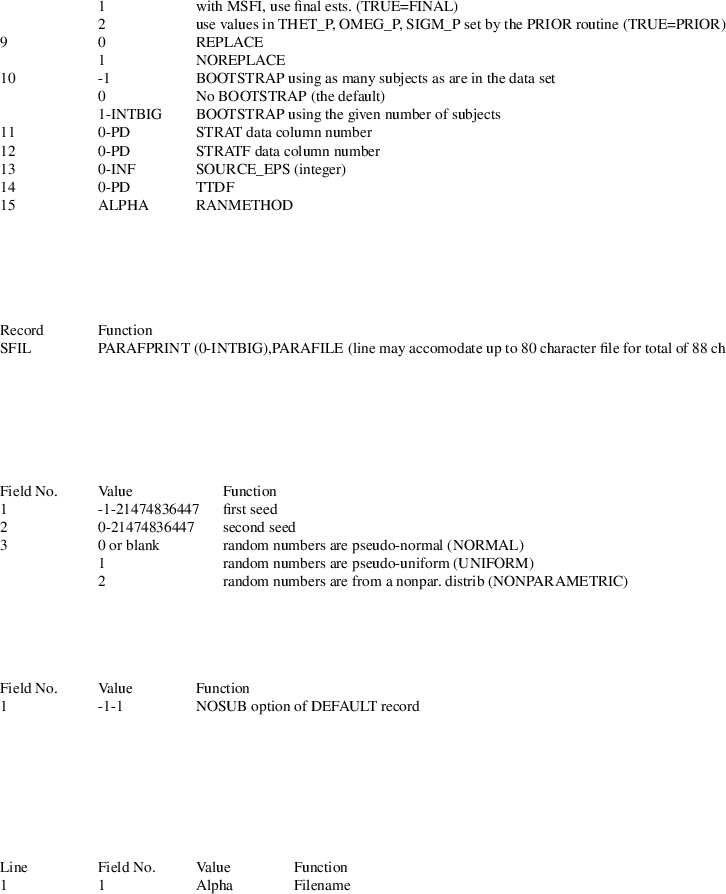 1 with MSFI, use final ests. (TRUE=FINAL)
2 use values in THET_P, OMEG_P, SIGM_P set by the PRIOR routine (TRUE=PRIOR)
9 0 REPLACE
1 NOREPLACE
10 -1 BOOTSTRAP using as many subjects as are in the data set
0 No BOOTSTRAP (the default)
1-INTBIG BOOTSTRAP using the given number of subjects
11 0-PD STRAT data column number
12 0-PD STRATF data column number
13 0-INF SOURCE_EPS (integer)
14 0-PD TTDF
15 ALPHA RANMETHOD
Record Function
SFIL PARAFPRINT (0-INTBIG),PARAFILE (line may accomodate up to 80 character file for total of 88 ch
Field No. Value Function
1 -1-21474836447 first seed
2 0-21474836447 second seed
3 0 or blank random numbers are pseudo-normal (NORMAL)
1 random numbers are pseudo-uniform (UNIFORM)
2 random numbers are from a nonpar. distrib (NONPARAMETRIC)
Field No. Value Function
1 -1-1 NOSUB option of DEFAULT record
Line Field No. Value Function
1 1 Alpha Filename